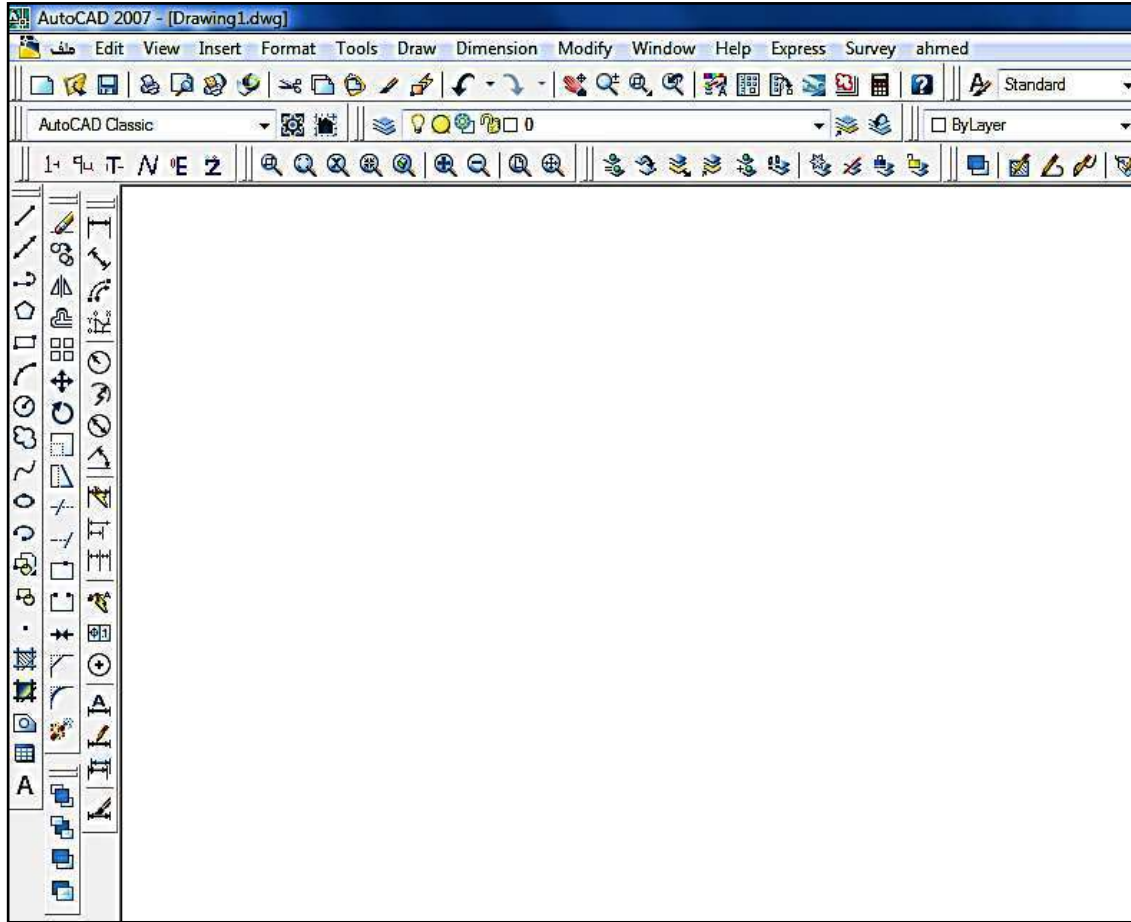 AutoCAD 2007 - [Drawing1.dwg]
ملف Edit View Insert Format Tools Draw Dimension Modify Window Help Express Survey ahmed
Standard
AutoCAD Classic 0 ByLayer
A